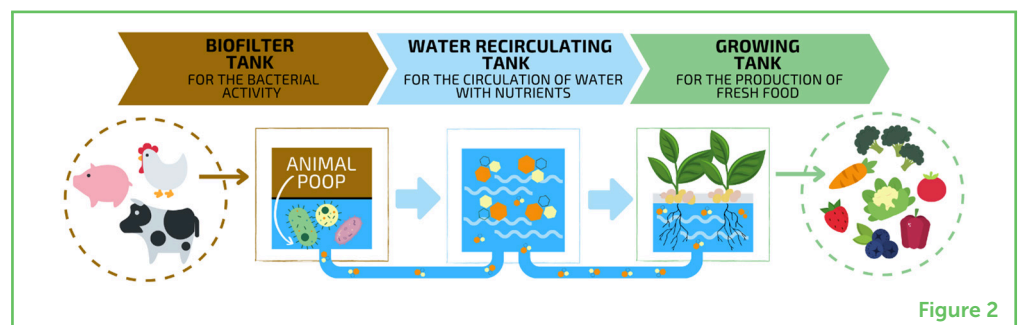 BIOFILTER
TANK
FOR THE BACTERIAL
ACTIVITY
WATER RECIRCULATING
TANK
FOR THE CIRCULATION OF WATER
WITH NUTRIENTS
GROWING
TANK
FOR THE PRODUCTION OF
FRESH FOOD
ANIMAL
POOP
Figure 2